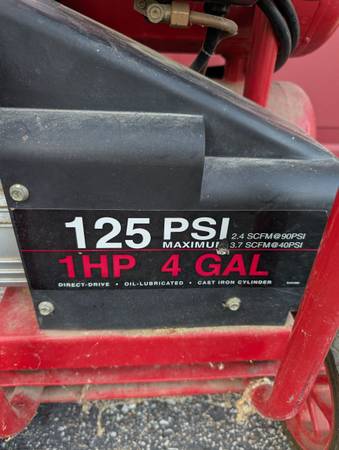 125 PSI
MAXIMUM
2.4 SCFM@90PSI
3.7 SCFM@40PSI
1HP 4 GAL
DIRECT-DRIVE • OIL-LUBRICATED • CAST IRON CYLINDER